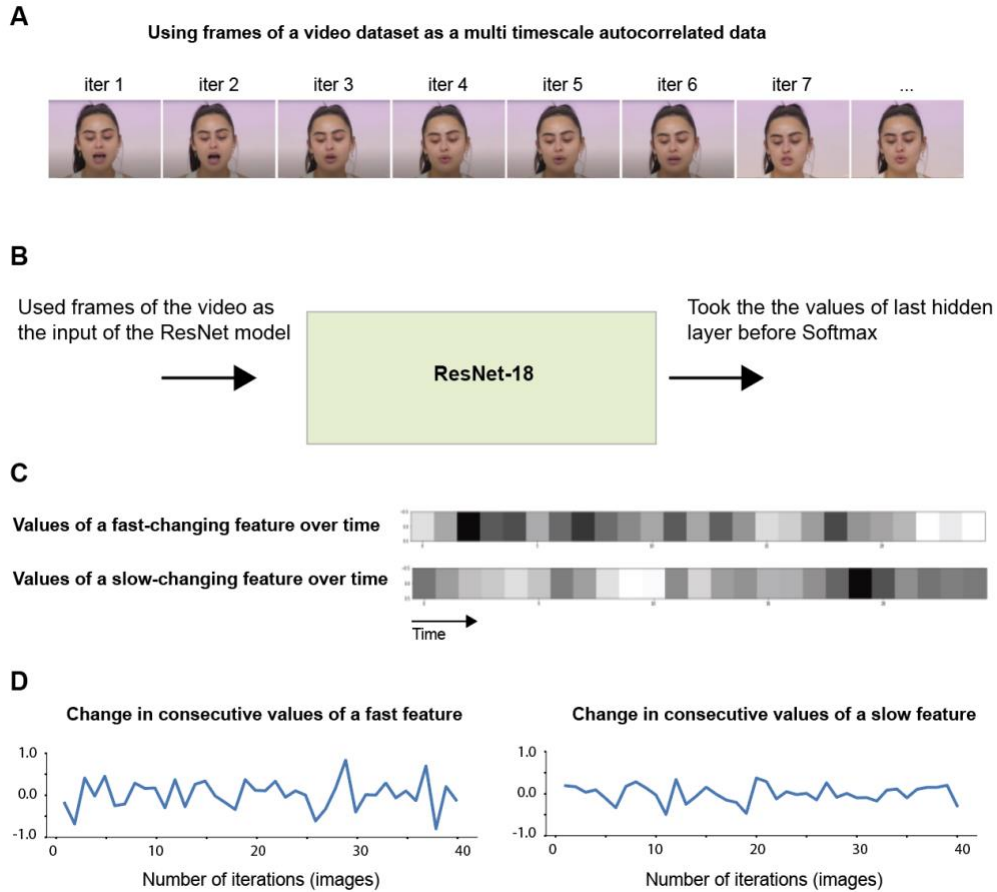 A
Using frames of a video dataset as a multi timescale autocorrelated data
iter 1 iter 2 iter 3 iter 4 iter 5 iter 6 iter 7 ...
B
Used frames of the video as
the input of the ResNet model
ResNet-18
Took the the values of last hidden
layer before Softmax
C
Values of a fast-changing feature over time
Values of a slow-changing feature over time
Time
D
Change in consecutive values of a fast feature
1.0
0.0
-1.0
0 10 20 30 40
Number of iterations (images)
Change in consecutive values of a slow feature
1.0
0.0
-1.0
0 10 20 30 40
Number of iterations (images)